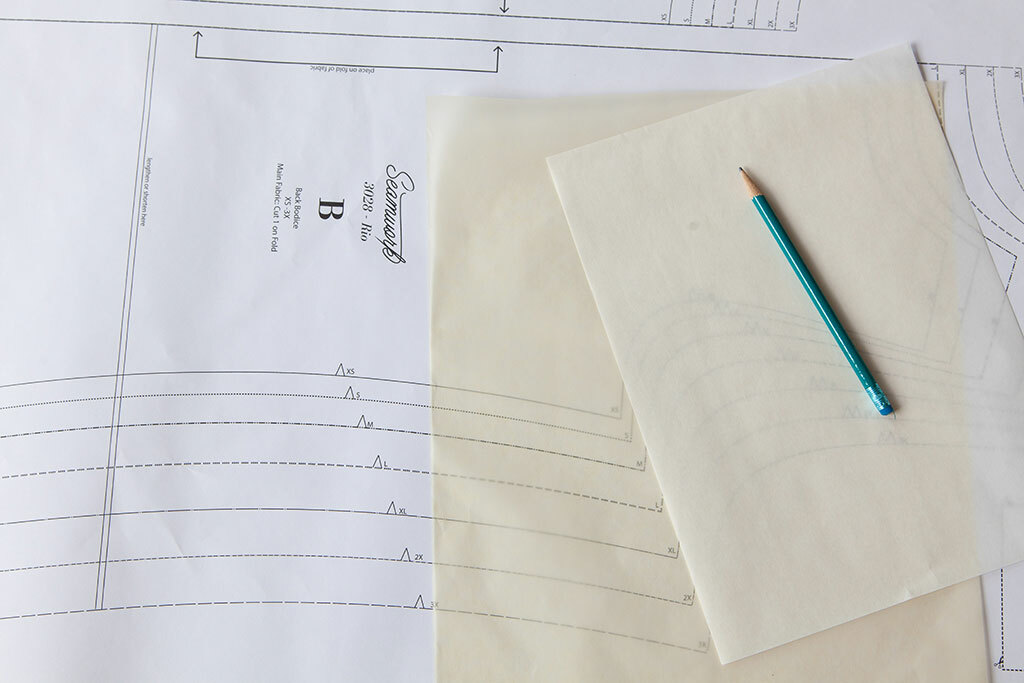 XS
S
M
L
XL
2X
3X
place on fold of fabric
XL
2X
3X
lengthen or shorten here
Seamwork
3028 - Rio
B
Back Bodice
XS -3X
Main Fabric: Cut 1 on Fold
XS
S
M
L
XL
2X
3X
XS
M
L
XL
2X
3X